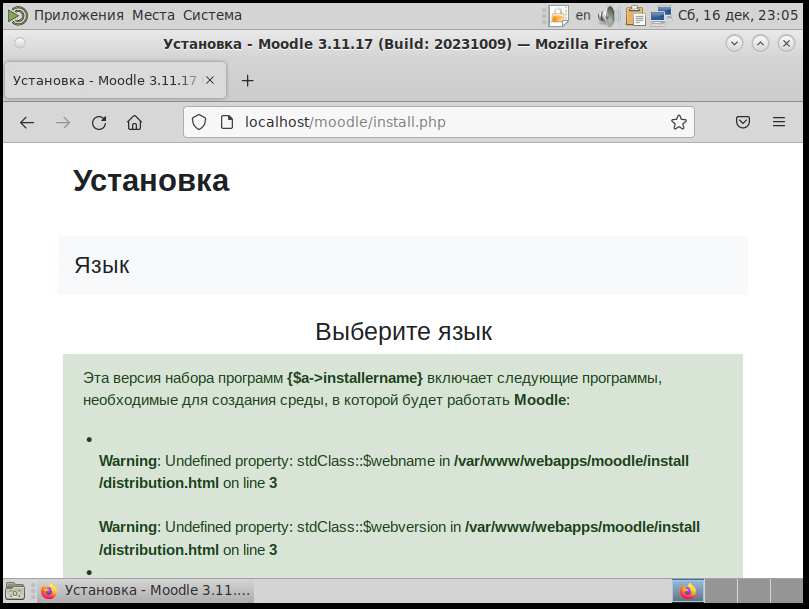 Приложения Места Система en Сб, 16 дек, 23:05
Установка - Moodle 3.11.17 (Build: 20231009) — Mozilla Firefox
Установка - Moodle 3.11.17
localhost/moodle/install.php
Установка
Язык
Выберите язык
Эта версия набора программ {$a->installername} включает следующие программы,
необходимые для создания среды, в которой будет работать Moodle:
Warning: Undefined property: stdClass::$webname in /var/www/webapps/moodle/install
/distribution.html on line 3
Warning: Undefined property: stdClass::$webversion in /var/www/webapps/moodle/install
/distribution.html on line 3
Установка - Moodle 3.11....